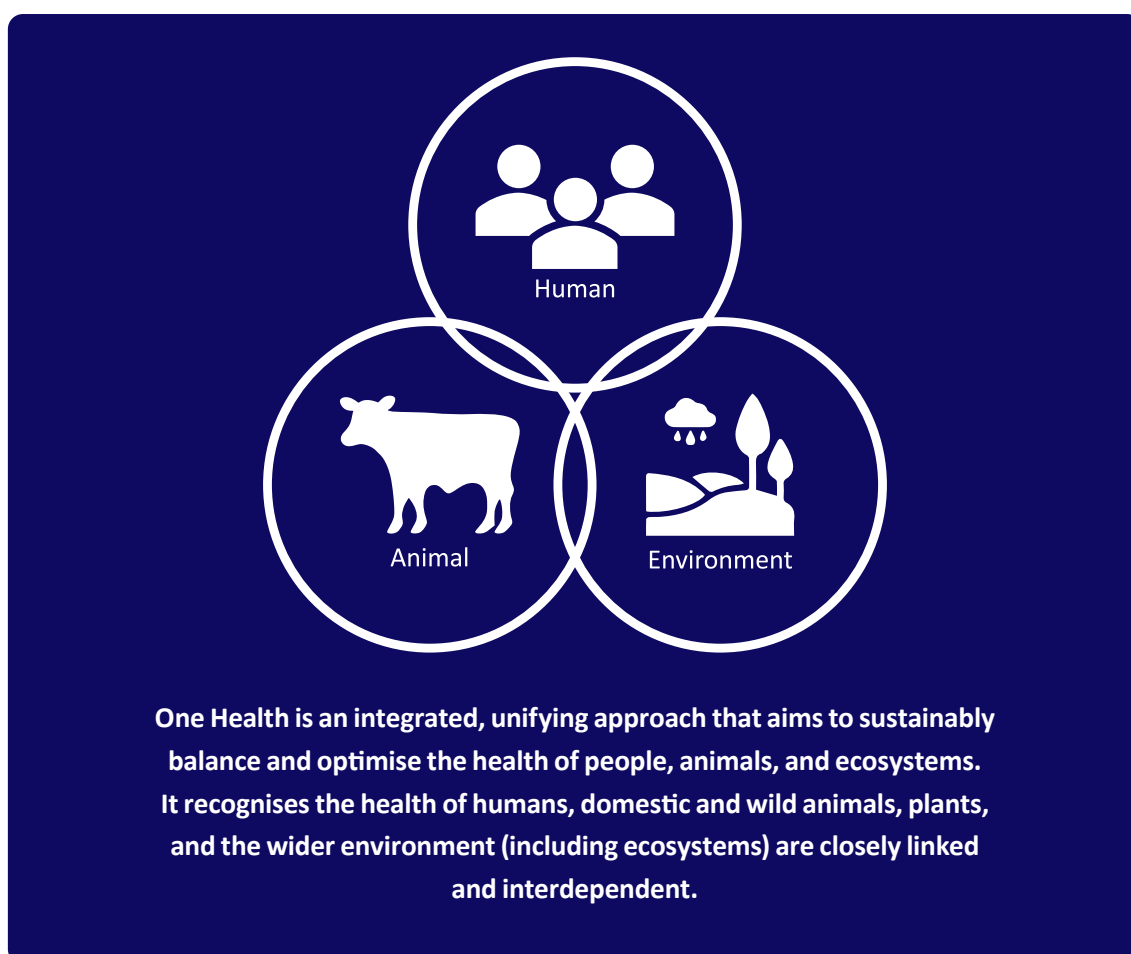 Human
Animal
Environment
One Health is an integrated, unifying approach that aims to sustainably
balance and optimise the health of people, animals, and ecosystems.
It recognises the health of humans, domestic and wild animals, plants,
and the wider environment (including ecosystems) are closely linked
and interdependent.